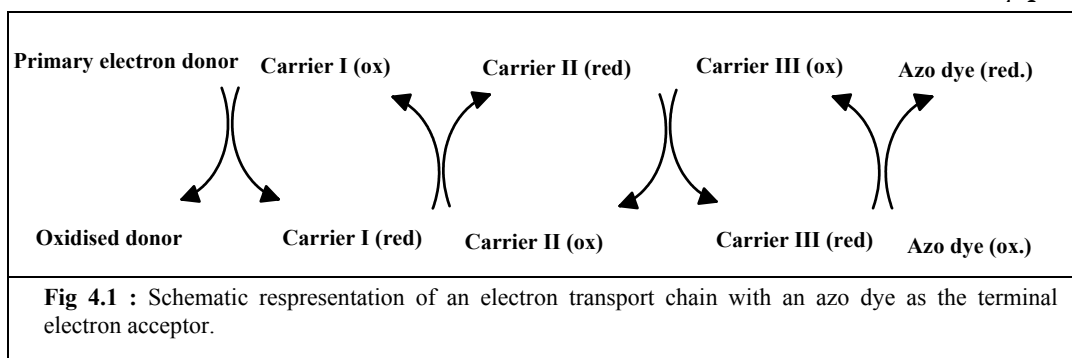 Primary electron donor Carrier I (ox) Carrier II (red) Carrier III (ox) Azo dye (red.)
Oxidised donor Carrier I (red) Carrier II (ox) Carrier III (red) Azo dye (ox.)
Fig 4.1 : Schematic respresentation of an electron transport chain with an azo dye as the terminal
electron acceptor.